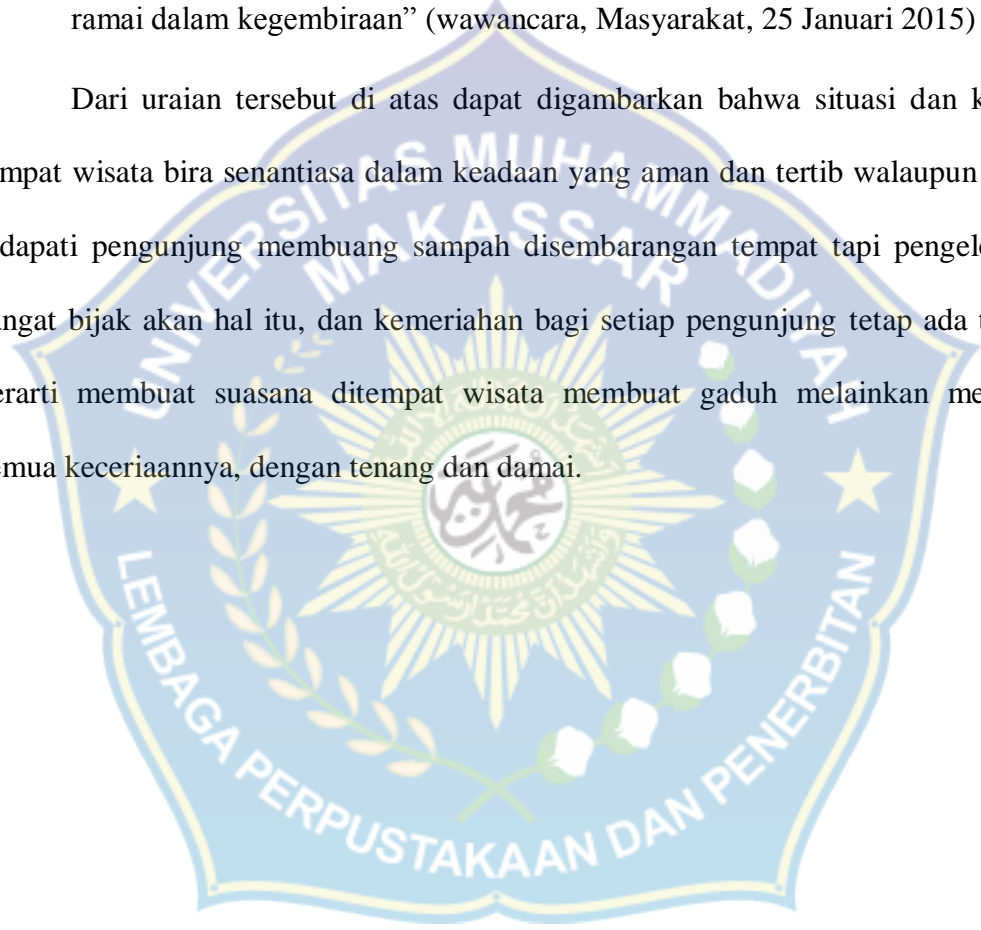 ramai dalam kegembiraan” (wawancara, Masyarakat, 25 Januari 2015)
Dari uraian tersebut di atas dapat digambarkan bahwa situasi dan k
mpat wisata bira senantiasa dalam keadaan yang aman dan tertib walaupun
dapati pengunjung membuang sampah disembarangan tempat tapi pengel
ngat bijak akan hal itu, dan kemeriahan bagi setiap pengunjung tetap ada t
erarti membuat suasana ditempat wisata membuat gaduh melainkan me
emua keceriaannya, dengan tenang dan damai.
UNIVERSITAS MUHAMMADIYAH
MAKASSAR
LEMBAGA PERPUSTAKAAN DAN PENERBITAN